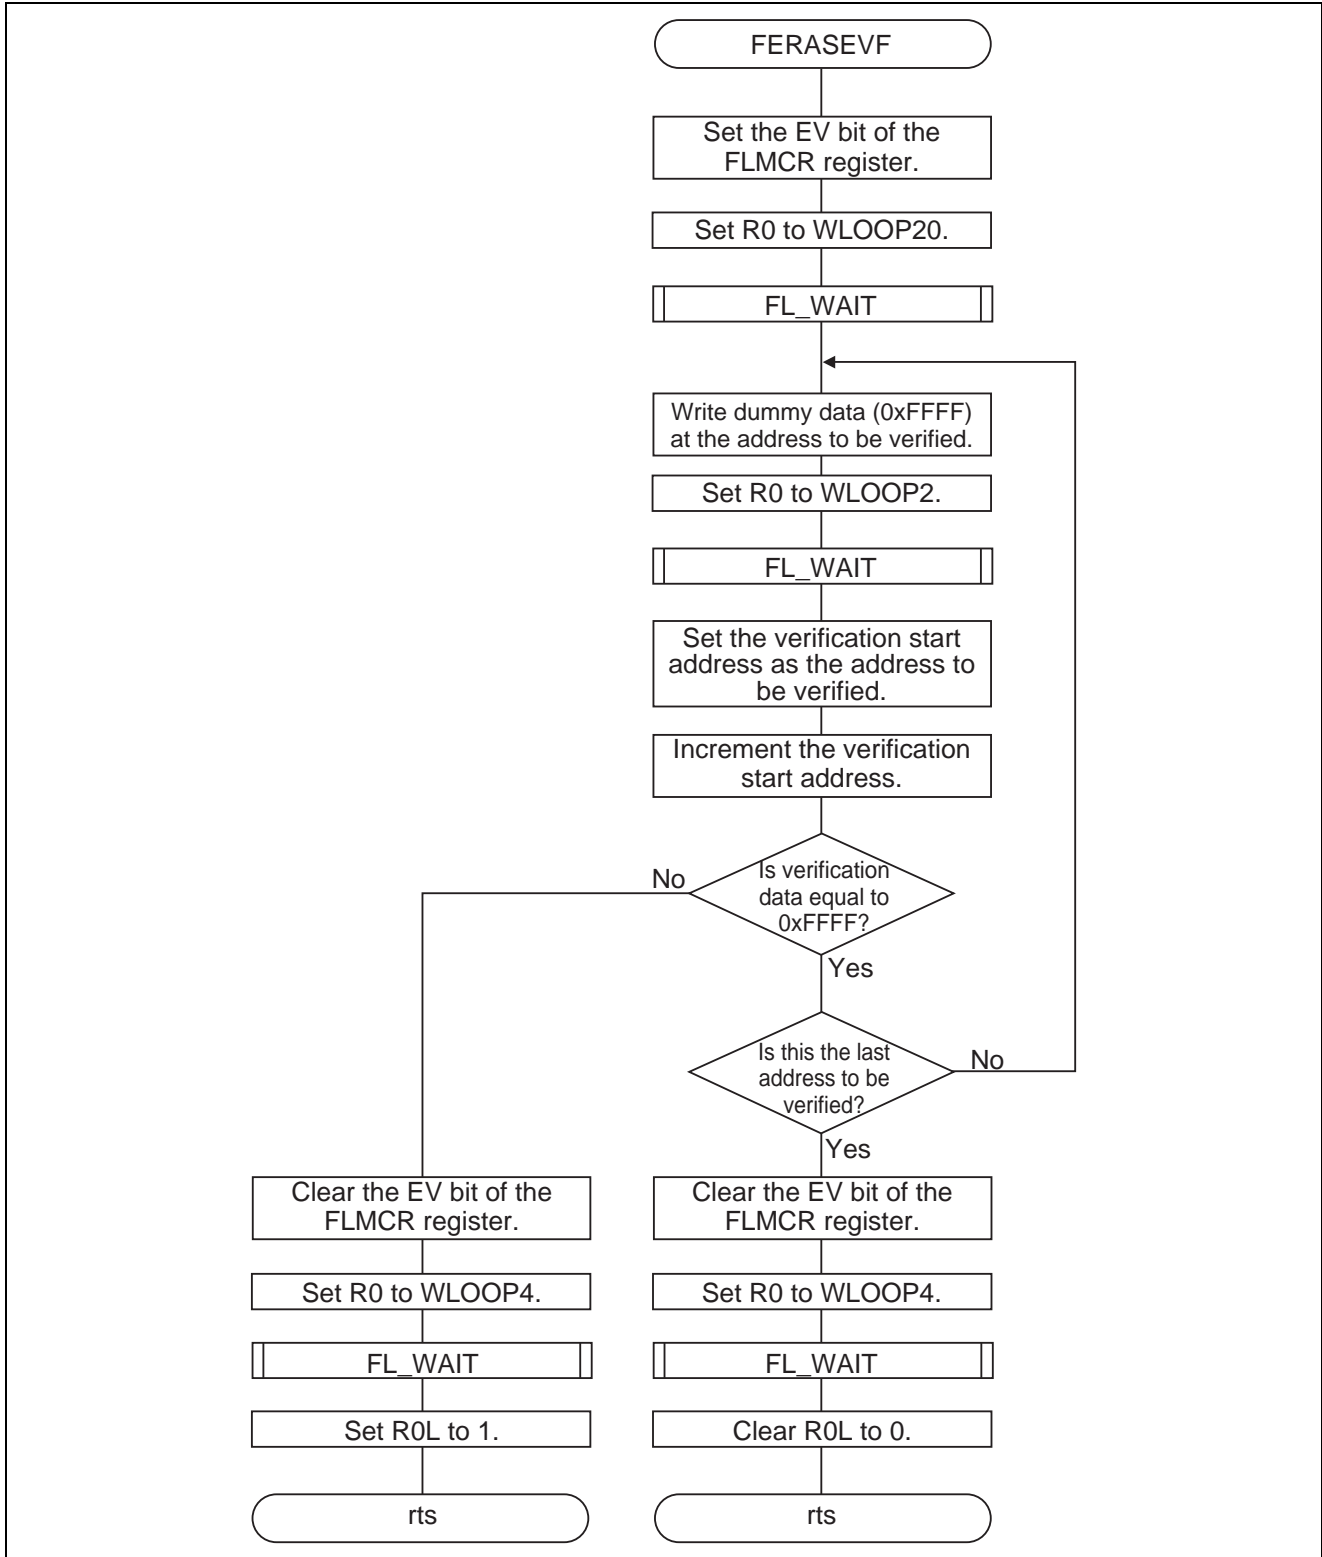 FERASEVF
Set the EV bit of the
FLMCR register.
Set R0 to WLOOP20.
FL_WAIT
Write dummy data (0xFFFF)
at the address to be verified.
Set R0 to WLOOP2.
FL_WAIT
Set the verification start
address as the address to
be verified.
Increment the verification
start address.
No
Is verification
data equal to
0xFFFF?
Yes
Is this the last
address to be
verified?
No
Yes
Clear the EV bit of the
FLMCR register.
Set R0 to WLOOP4.
FL_WAIT
Set R0L to 1.
rts
Clear the EV bit of the
FLMCR register.
Set R0 to WLOOP4.
FL_WAIT
Clear R0L to 0.
rts